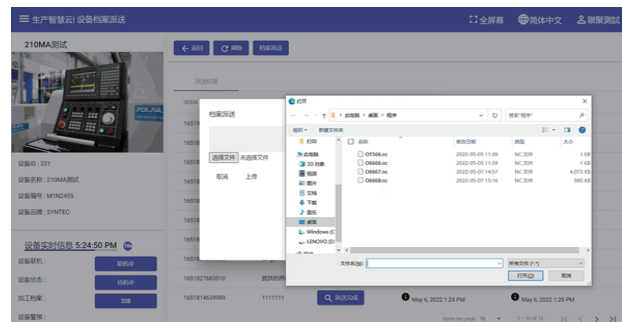 生产智慧云| 设备档案派送
全屏幕
简体中文
聯聚測試
210MA测试
POLAR
设备ID : 331
设备名称 : 210MA测试
设备编号 : M1N2455
设备品牌 : SYNTEC
设备实时信息 5:24:50 PM
设备联机 :
联机中
设备状态 :
待机中
加工档案 :
328
设备警报 :
返回
刷新
档案派送
派送纪录
档案派送
选择文件 未选择文件
取消
上传
打开
此电脑 › 桌面 › 程序
搜索"程序"
组织
新建文件夹
打印
此电脑
3D 对象
视频
图片
文档
下载
音乐
桌面
Windows (C
LENOVO (D:
名称
修改日期
类型
大小
O5566.nc
2022-05-05 11:39
NC 文件
1 KB
O6666.nc
2022-05-05 11:39
NC 文件
1 KB
O6667.nc
2022-05-07 14:57
NC 文件
4,073 KB
O6668.nc
2022-05-07 15:16
NC 文件
985 KB
文件名(N):
所有文件 (*.*)
打开(O)
取消
1651827683510
1651814639989
1111111
派送完成
May 6, 2022 1:24 PM
May 6, 2022 1:26 PM
Items per page: 10
1 – 10 of 18